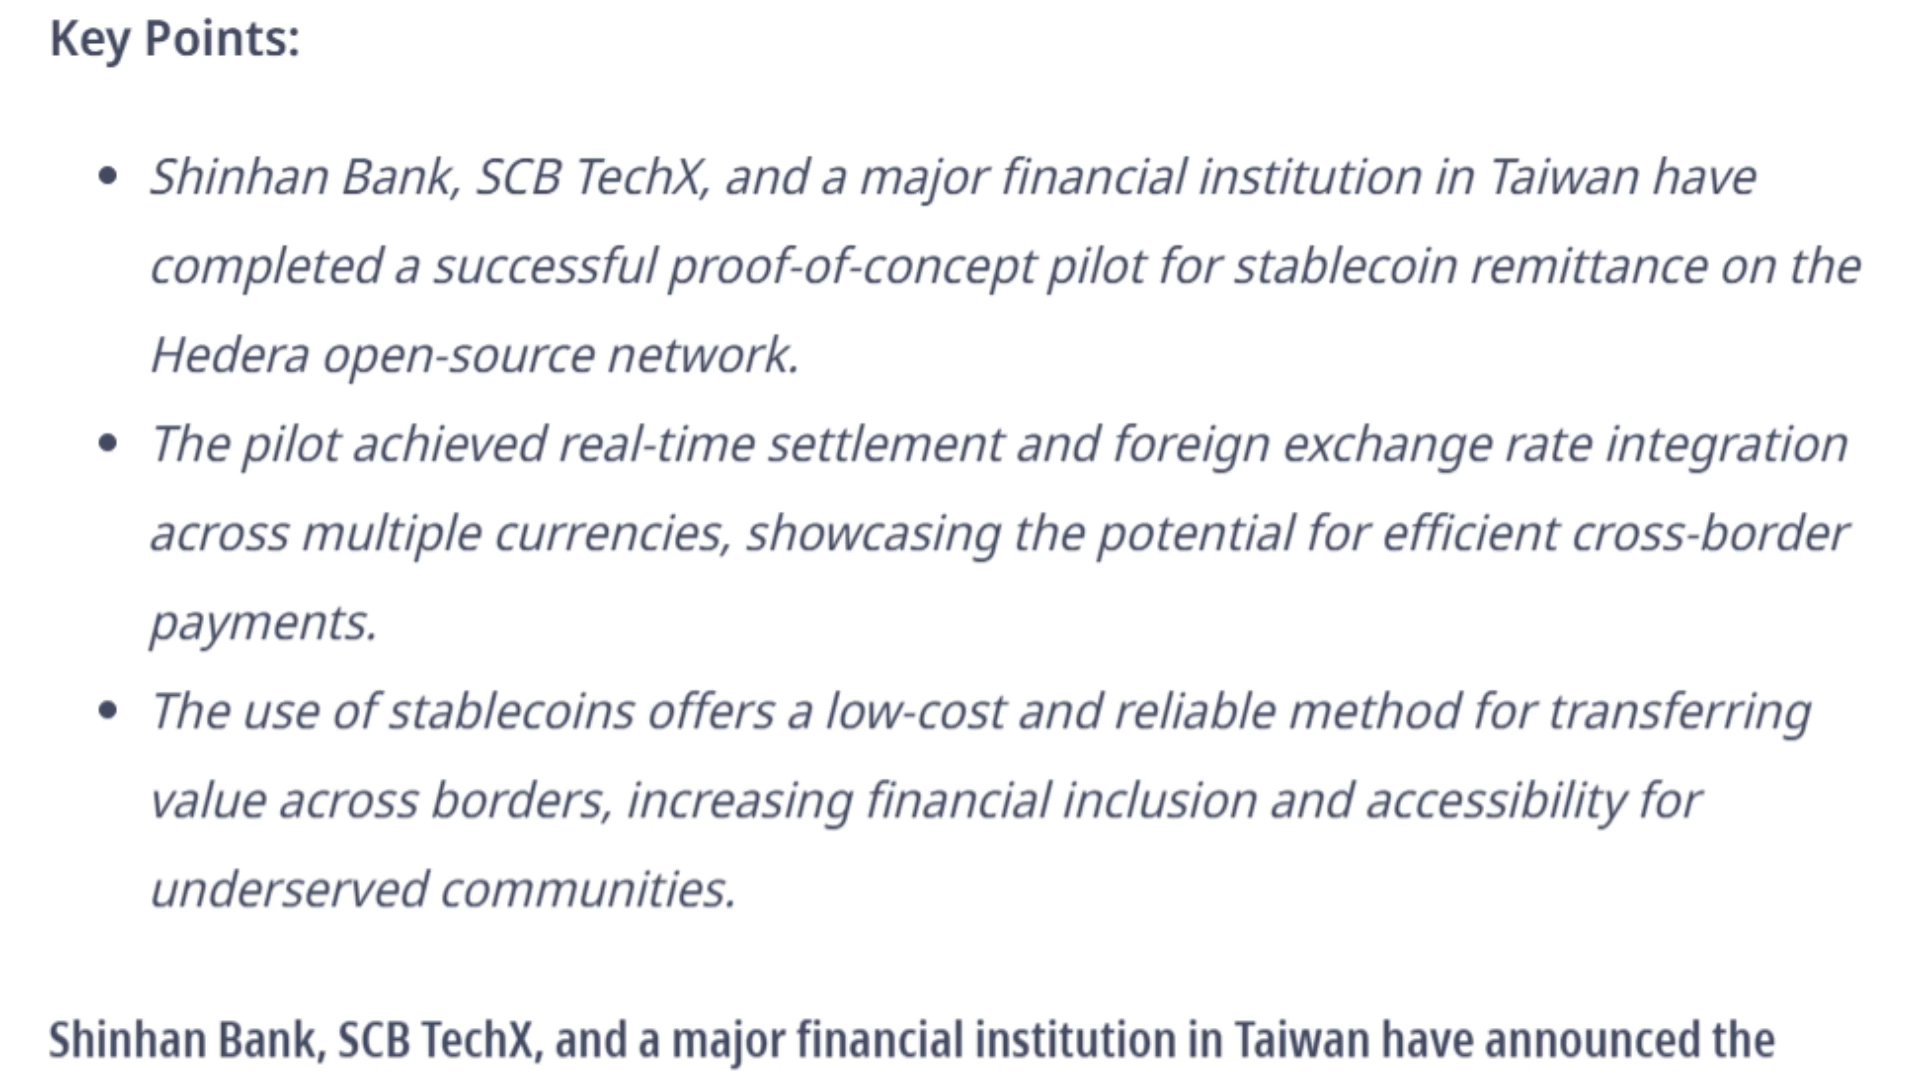 Key Points:
• Shinhan Bank, SCB TechX, and a major financial institution in Taiwan have
completed a successful proof-of-concept pilot for stablecoin remittance on the
Hedera open-source network.
• The pilot achieved real-time settlement and foreign exchange rate integration
across multiple currencies, showcasing the potential for efficient cross-border
payments.
• The use of stablecoins offers a low-cost and reliable method for transferring
value across borders, increasing financial inclusion and accessibility for
underserved communities.
Shinhan Bank, SCB TechX, and a major financial institution in Taiwan have announced the